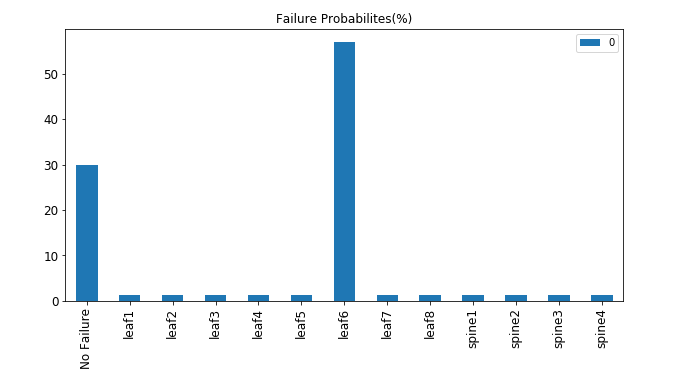 Failure Probabilites(%)
0
50
40
30
20
10
0
No Failure
leaf1
leaf2
leaf3
leaf4
leaf5
leaf6
leaf7
leaf8
spine1
spine2
spine3
spine4